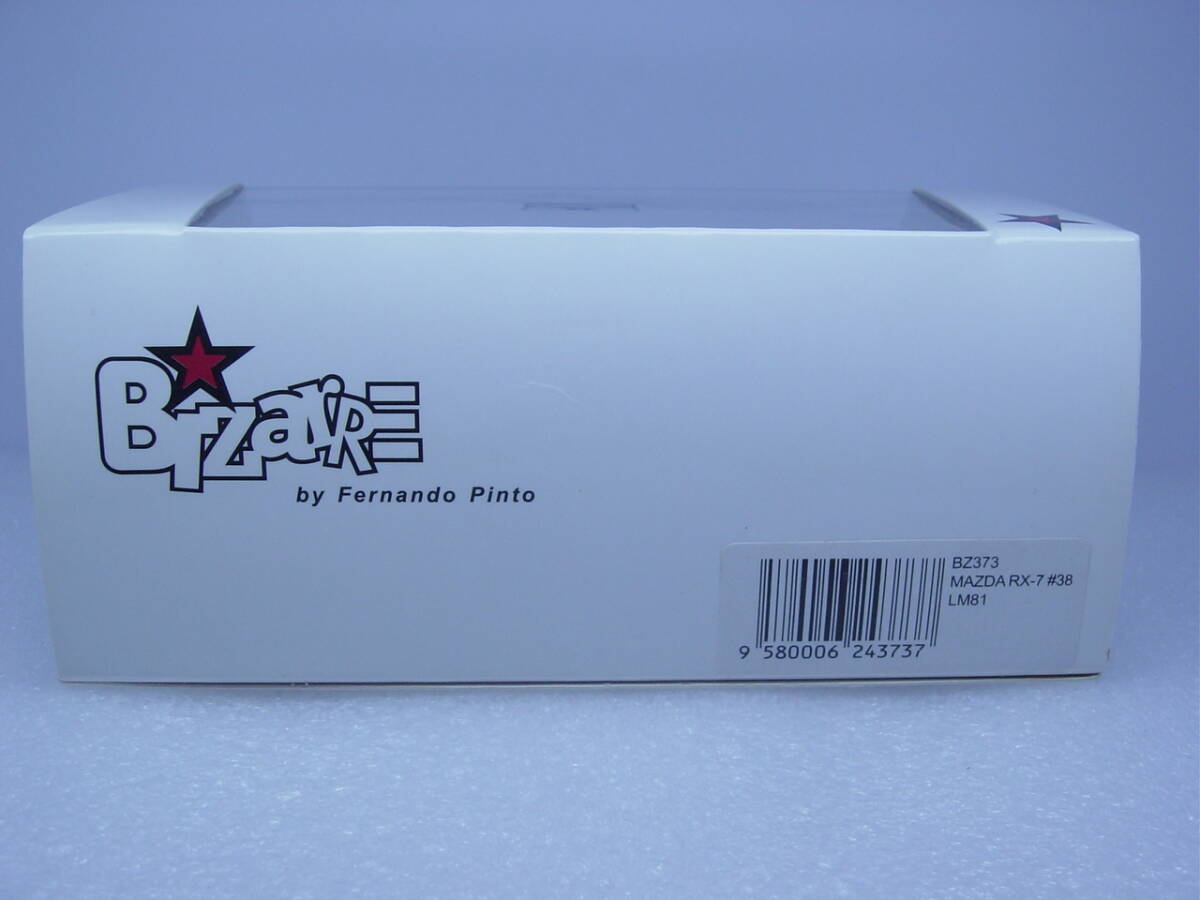 BizaRRE
by Fernando Pinto
BZ373
MAZDA RX-7 #38
LM81
9 580006 243737